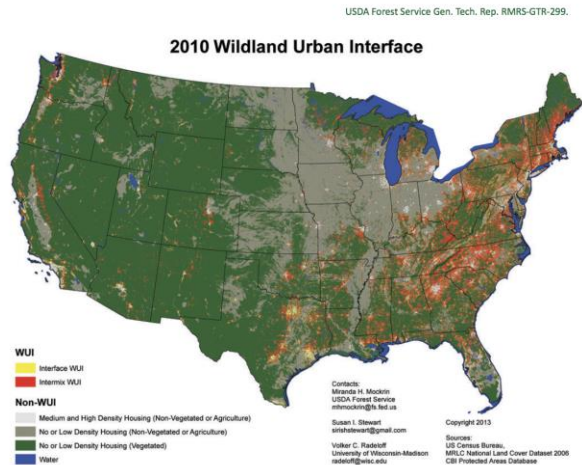 USDA Forest Service Gen. Tech. Rep. RMRS-GTR-299.
2010 Wildland Urban Interface
WUI
Interface WUI
Intermix WUI
Non-WUI
Medium and High Density Housing (Non-Vegetated or Agriculture)
No or Low Density Housing (Non-Vegetated or Agriculture)
No or Low Density Housing (Vegetated)
Water
Contacts:
Miranda H. Mockrin
USDA Forest Service
mhmockrin@fs.fed.us
Susan I. Stewart
sirishstewart@gmail.com
Volker C. Radeloff
University of Wisconsin-Madison
radeloff@wisc.edu
Copyright 2013
Sources:
US Census Bureau,
MRLC National Land Cover Dataset 2006
CBI Protected Areas Database